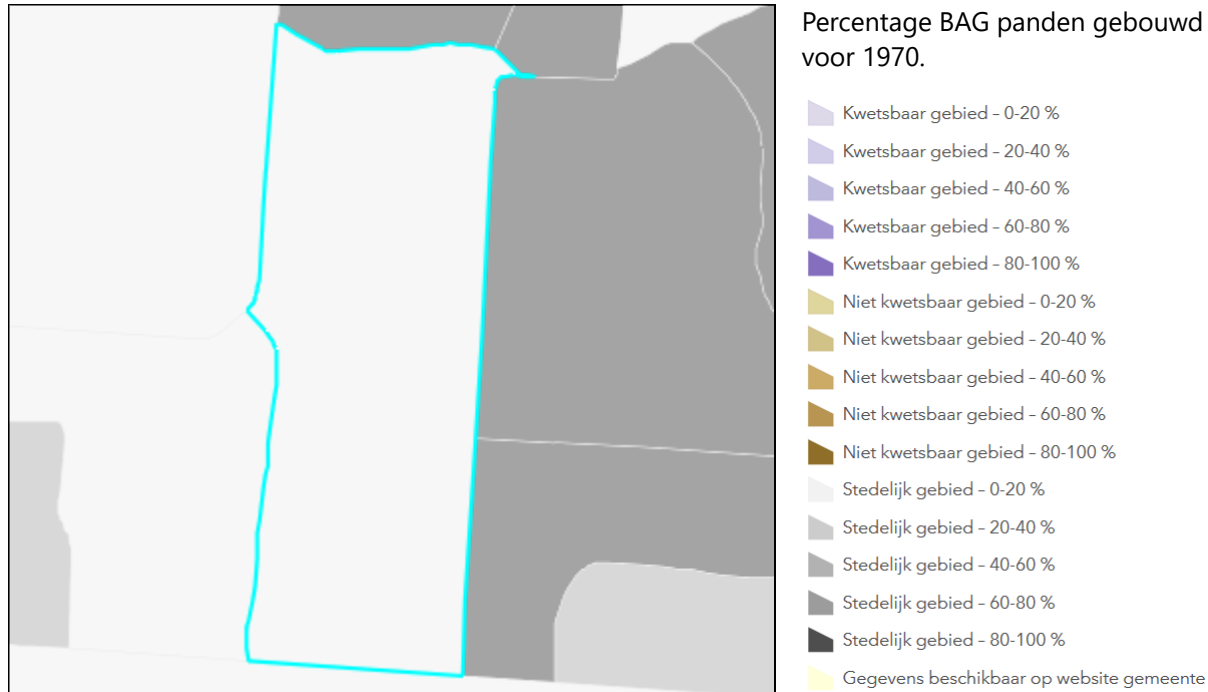 Percentage BAG panden gebouwd
voor 1970.
Kwetsbaar gebied – 0-20 %
Kwetsbaar gebied – 20-40 %
Kwetsbaar gebied – 40-60 %
Kwetsbaar gebied – 60-80 %
Kwetsbaar gebied – 80-100 %
Niet kwetsbaar gebied – 0-20 %
Niet kwetsbaar gebied – 20-40 %
Niet kwetsbaar gebied – 40-60 %
Niet kwetsbaar gebied – 60-80 %
Niet kwetsbaar gebied – 80-100 %
Stedelijk gebied – 0-20 %
Stedelijk gebied – 20-40 %
Stedelijk gebied – 40-60 %
Stedelijk gebied – 60-80 %
Stedelijk gebied – 80-100 %
Gegevens beschikbaar op website gemeente